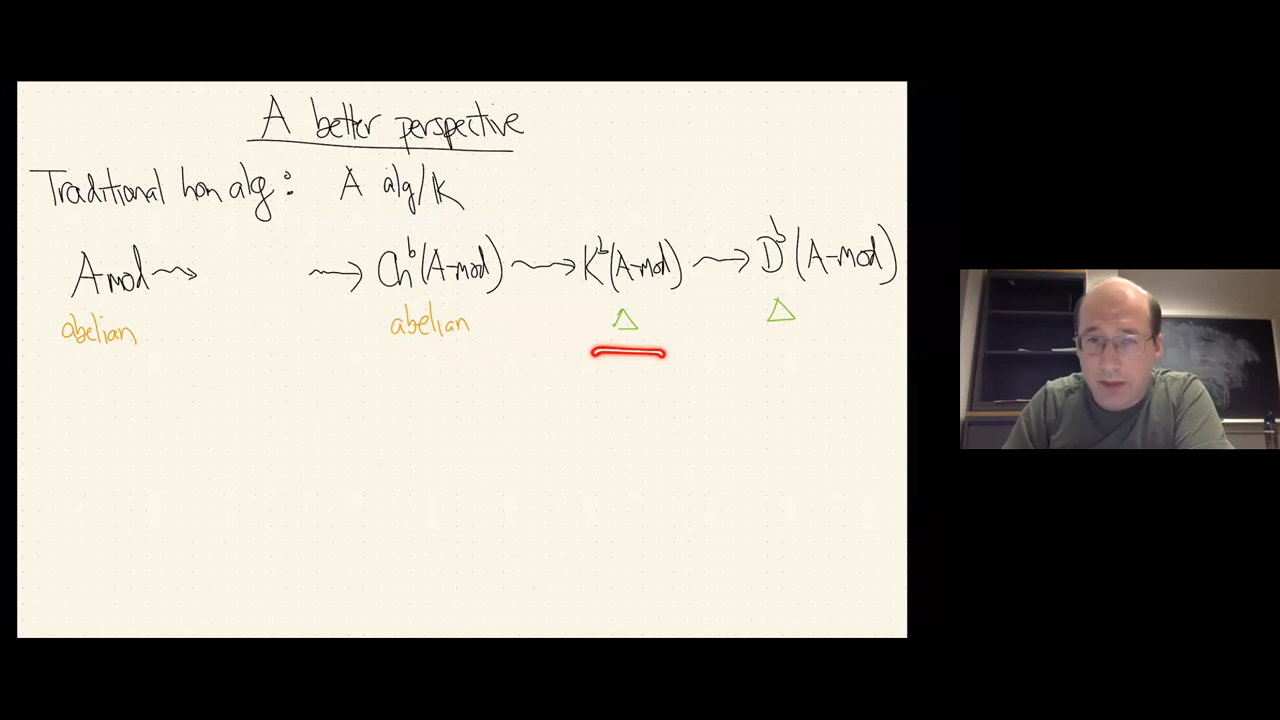 A better perspective
Traditional hom alg: A alg/k
A-mod ⇝ ⇝ Ch^b(A-mod) ⇝ K^b(A-mod) ⇝ D^b(A-mod)
abelian abelian △ △